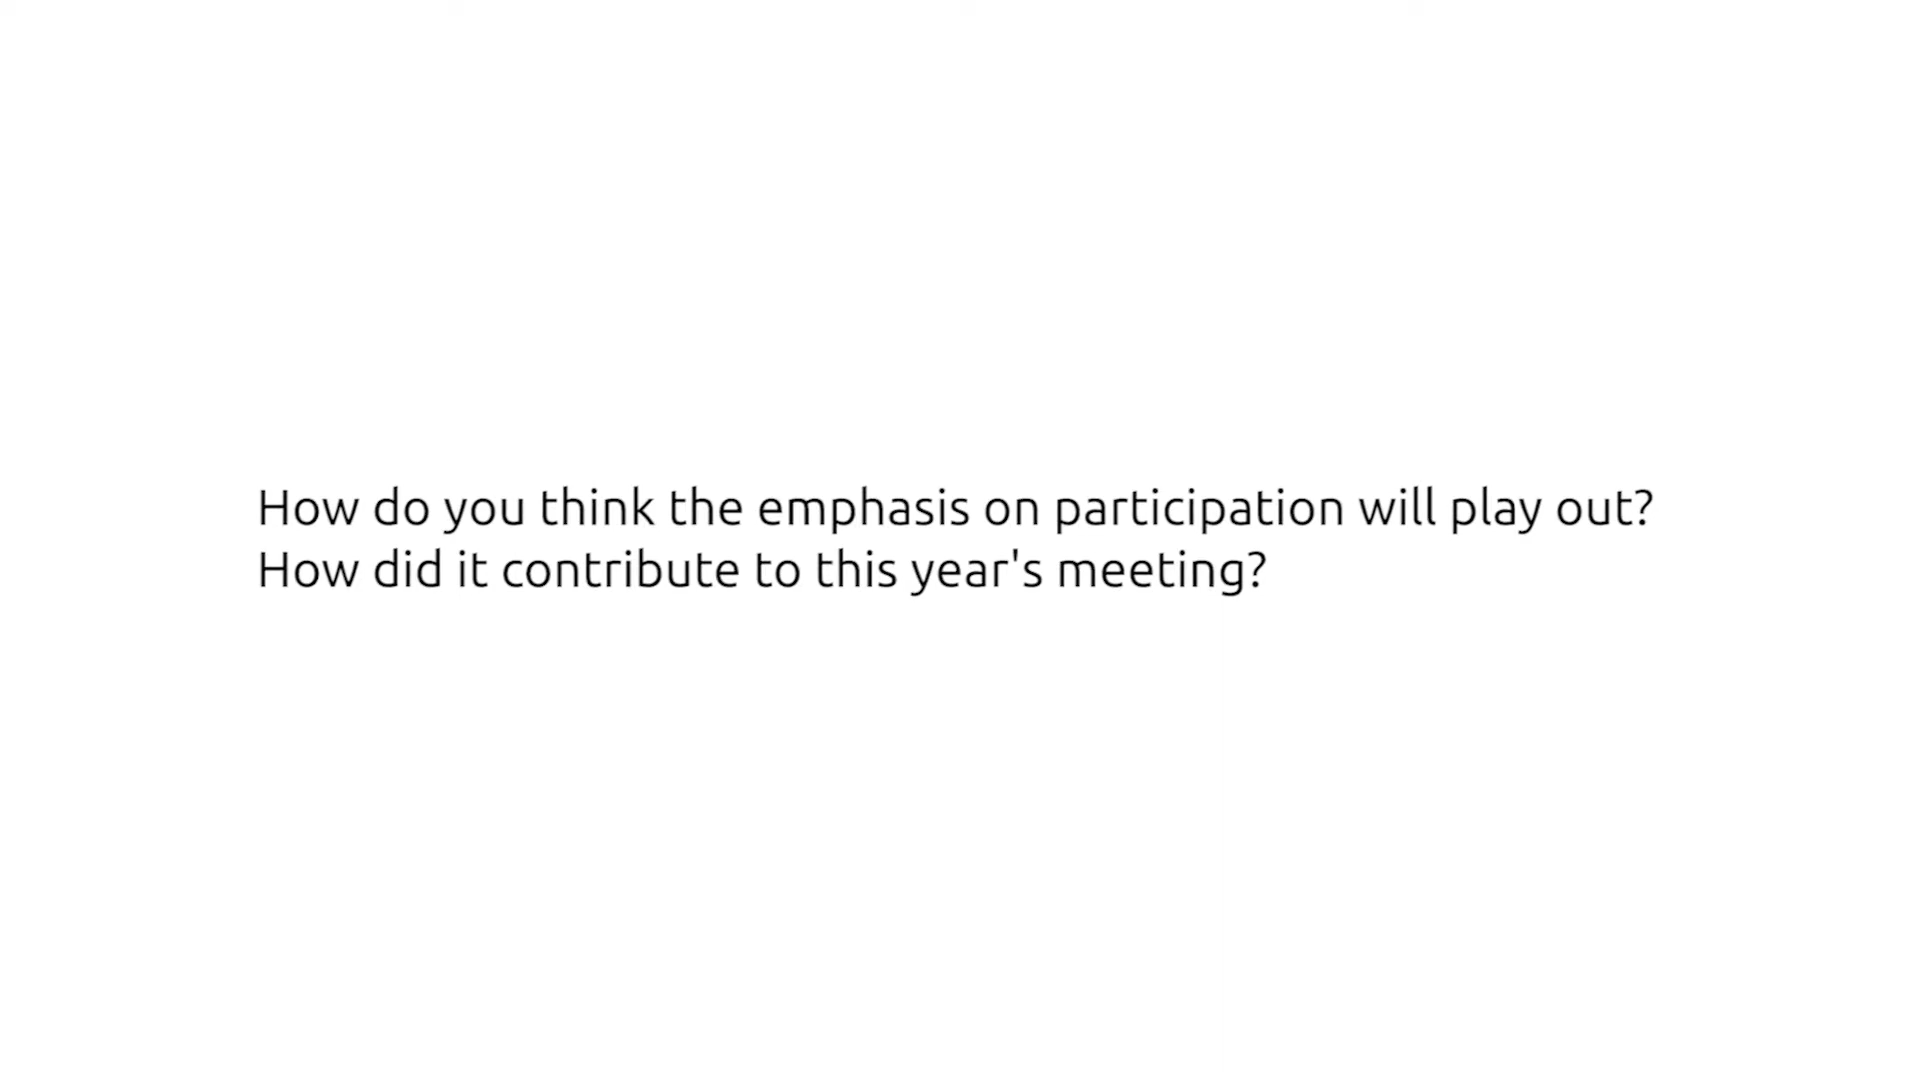 How do you think the emphasis on participation will play out?
How did it contribute to this year's meeting?